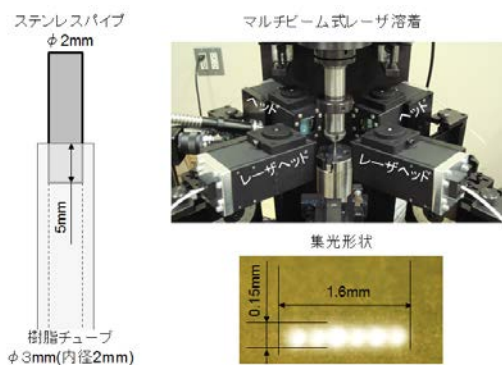 ステンレスパイプ
φ2mm
5mm
樹脂チューブ
φ3mm(内径2mm)
マルチビーム式レーザ溶着
ヘッド
ヘッド
レーザヘッド
レーザヘッド
集光形状
1.6mm
0.15mm